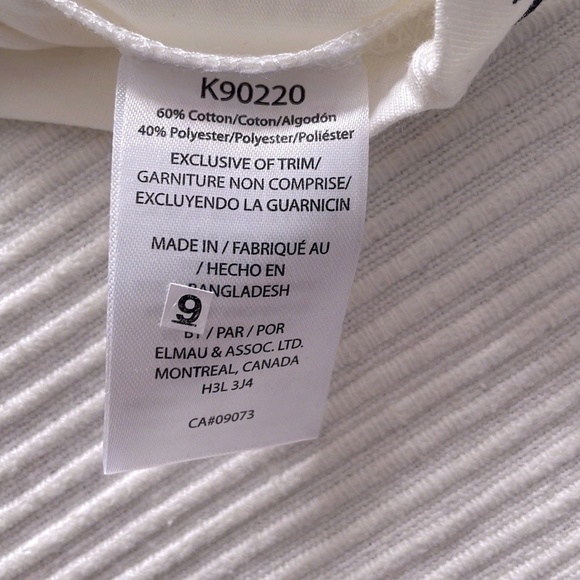 K90220
60% Cotton/Coton/Algodón
40% Polyester/Polyester/Poliéster
EXCLUSIVE OF TRIM/
GARNITURE NON COMPRISE/
EXCLUYENDO LA GUARNICIN
MADE IN / FABRIQUÉ AU
/ HECHO EN
BANGLADESH
9
BY / PAR / POR
ELMAU & ASSOC. LTD.
MONTREAL, CANADA
H3L 3J4
CA#09073